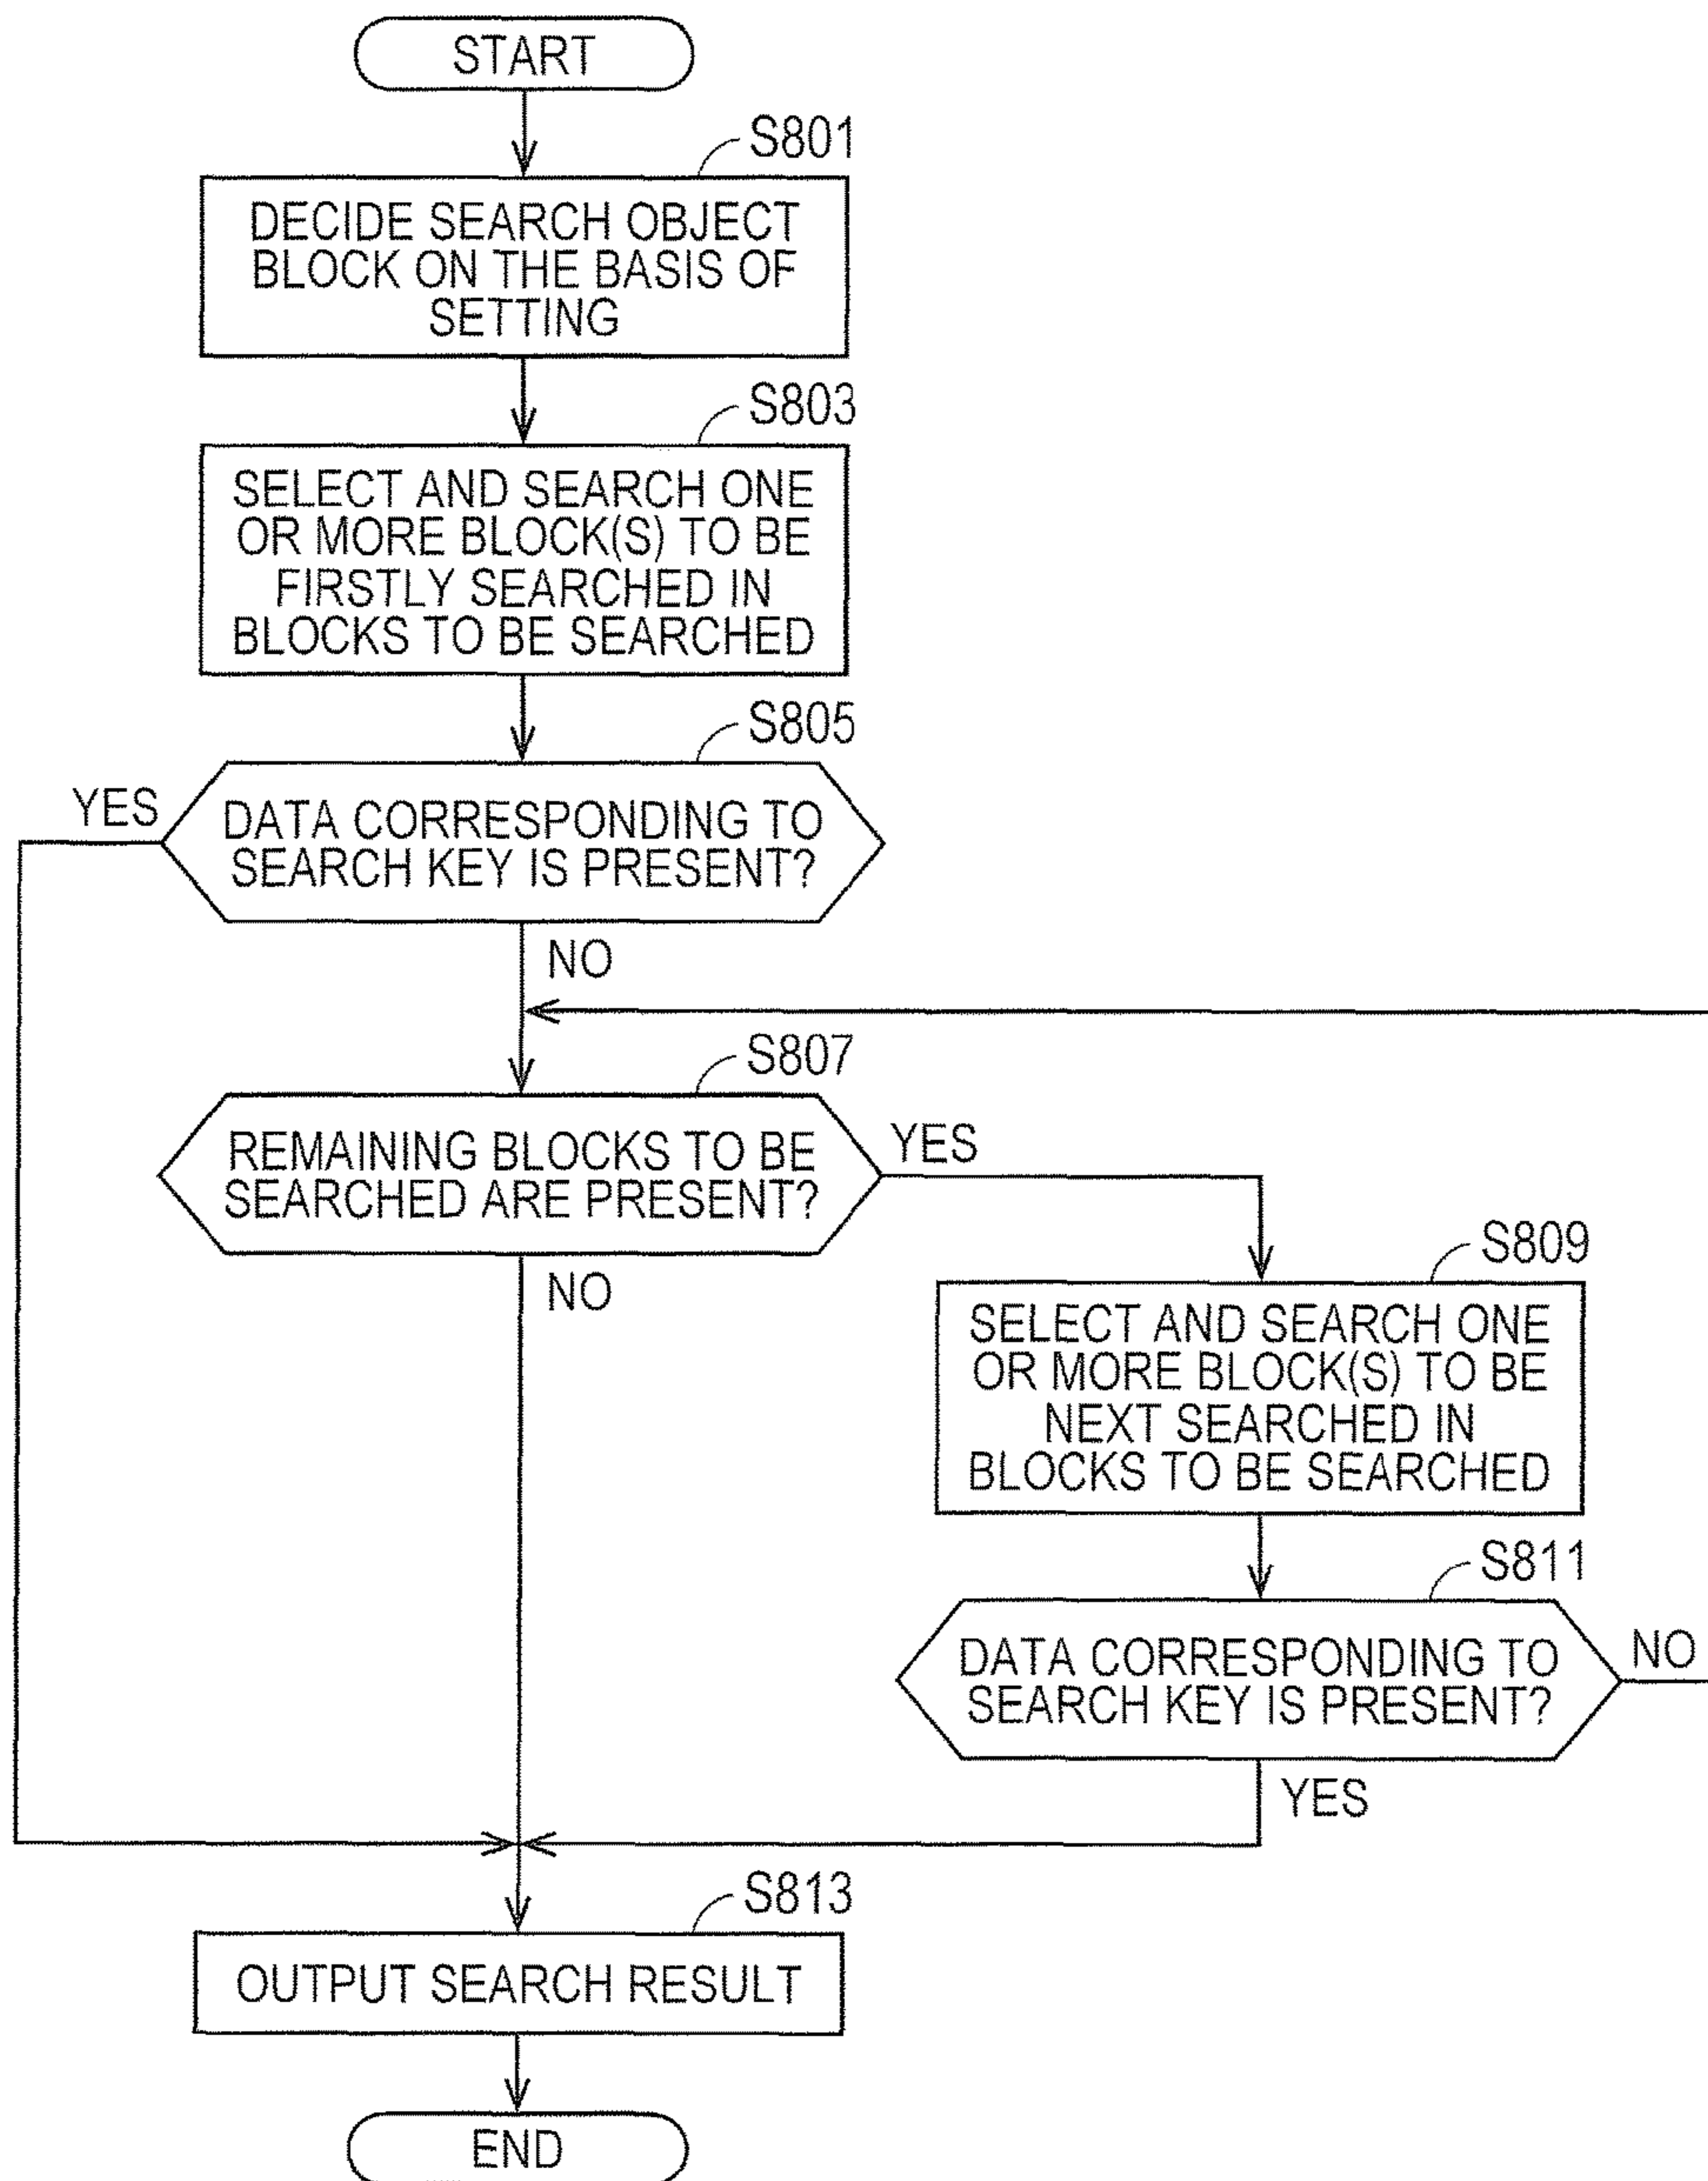 START
S801
DECIDE SEARCH OBJECT
BLOCK ON THE BASIS OF
SETTING
S803
SELECT AND SEARCH ONE
OR MORE BLOCK(S) TO BE
FIRSTLY SEARCHED IN
BLOCKS TO BE SEARCHED
S805
YES
DATA CORRESPONDING TO
SEARCH KEY IS PRESENT?
NO
S807
REMAINING BLOCKS TO BE
SEARCHED ARE PRESENT?
YES
NO
S809
SELECT AND SEARCH ONE
OR MORE BLOCK(S) TO BE
NEXT SEARCHED IN
BLOCKS TO BE SEARCHED
S811
DATA CORRESPONDING TO
SEARCH KEY IS PRESENT?
NO
YES
S813
OUTPUT SEARCH RESULT
END